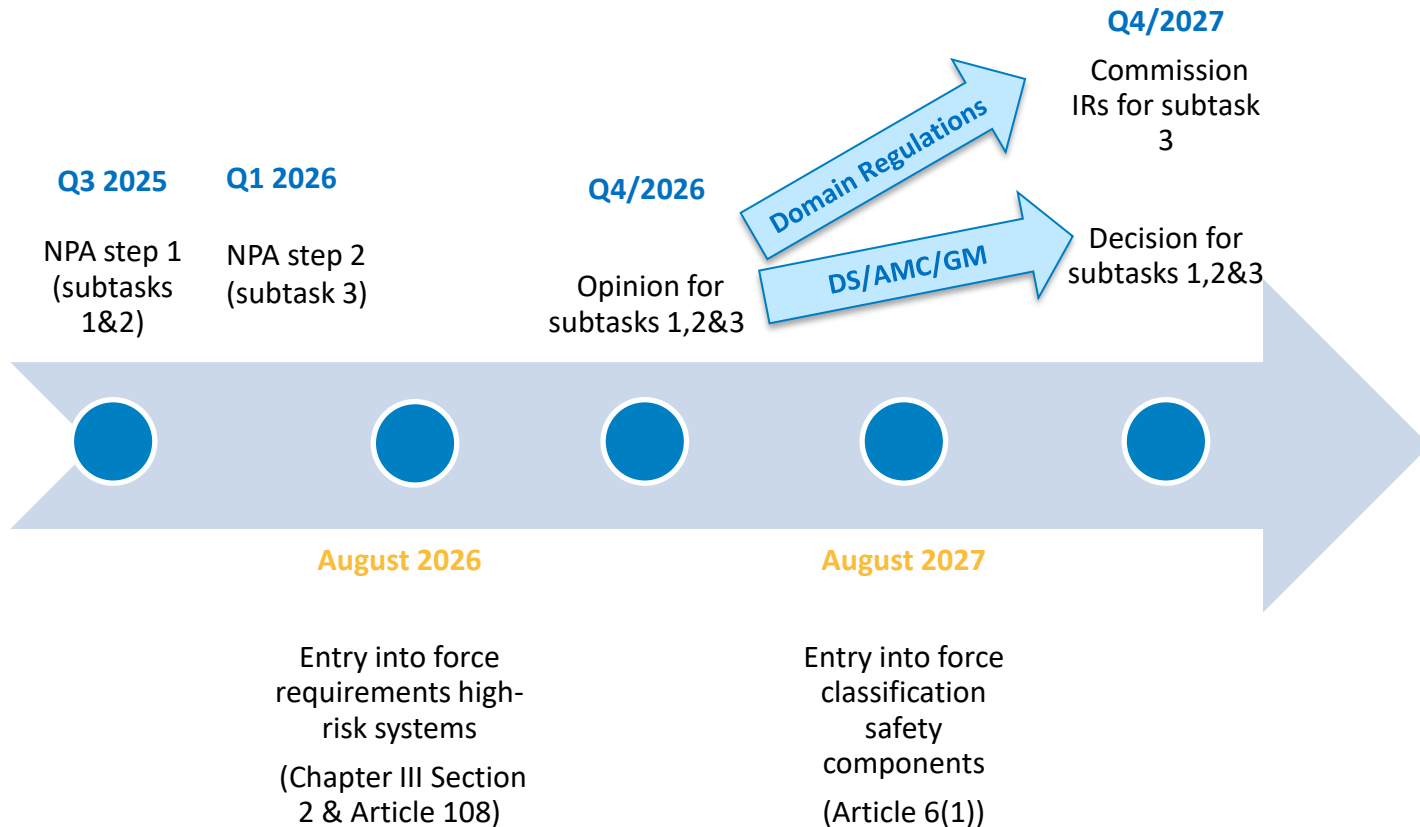 Q3 2025
NPA step 1
(subtasks
1&2)
Q1 2026
NPA step 2
(subtask 3)
Q4/2026
Opinion for
subtasks 1,2&3
Domain Regulations
DS/AMC/GM
Q4/2027
Commission
IRs for subtask
3
Decision for
subtasks 1,2&3
August 2026
Entry into force
requirements high-
risk systems
(Chapter III Section
2 & Article 108)
August 2027
Entry into force
classification
safety
components
(Article 6(1))